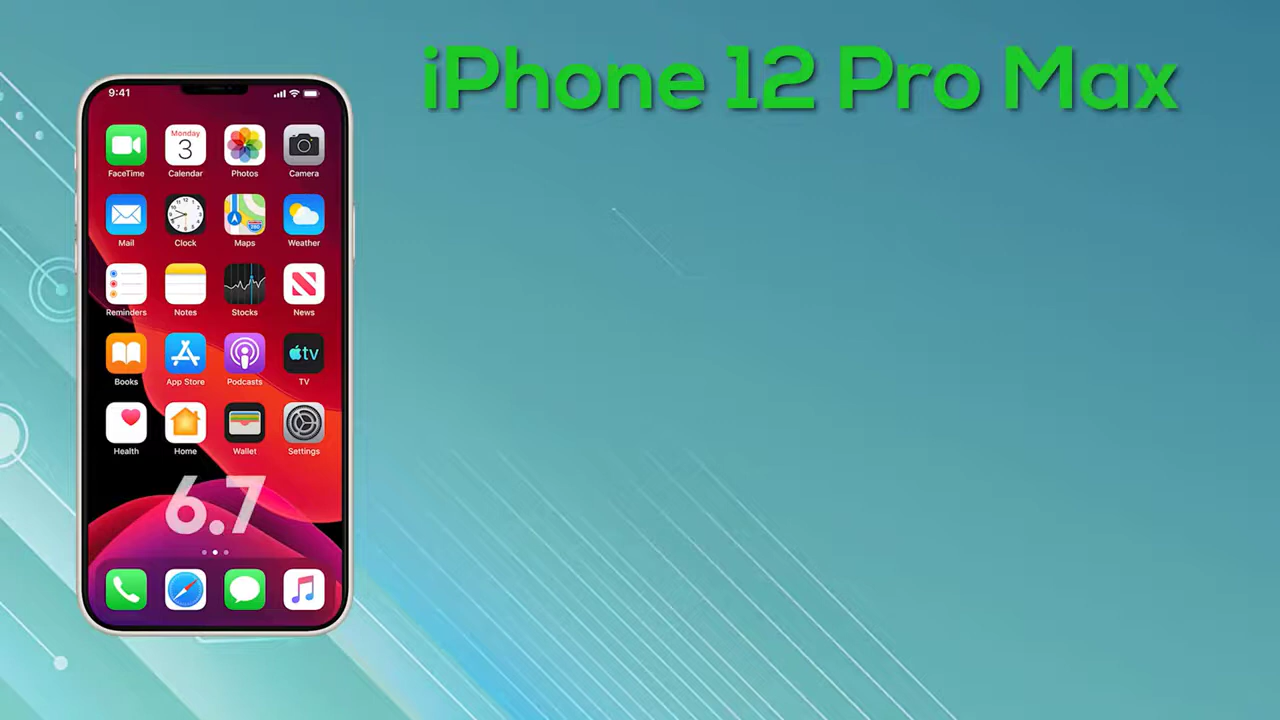 iPhone 12 Pro Max
9:41
Monday
3
FaceTime
Calendar
Photos
Camera
Mail
Clock
Maps
Weather
Reminders
Notes
Stocks
News
Books
App Store
Podcasts
tv
TV
Health
Home
Wallet
Settings
6.7